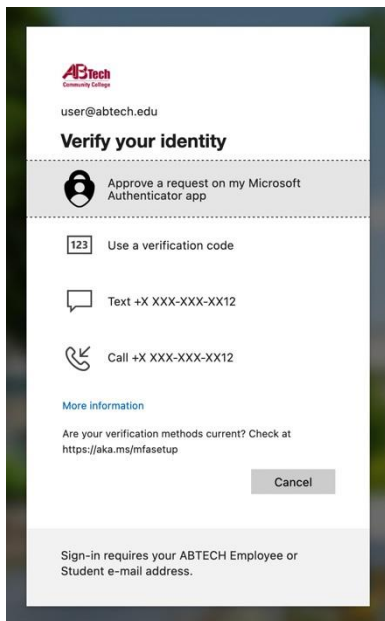 ABTech
Community College
user@abtech.edu
Verify your identity
Approve a request on my Microsoft
Authenticator app
123
Use a verification code
Text +X XXX-XXX-XX12
Call +X XXX-XXX-XX12
More information
Are your verification methods current? Check at
https://aka.ms/mfasetup
Cancel
Sign-in requires your ABTECH Employee or
Student e-mail address.